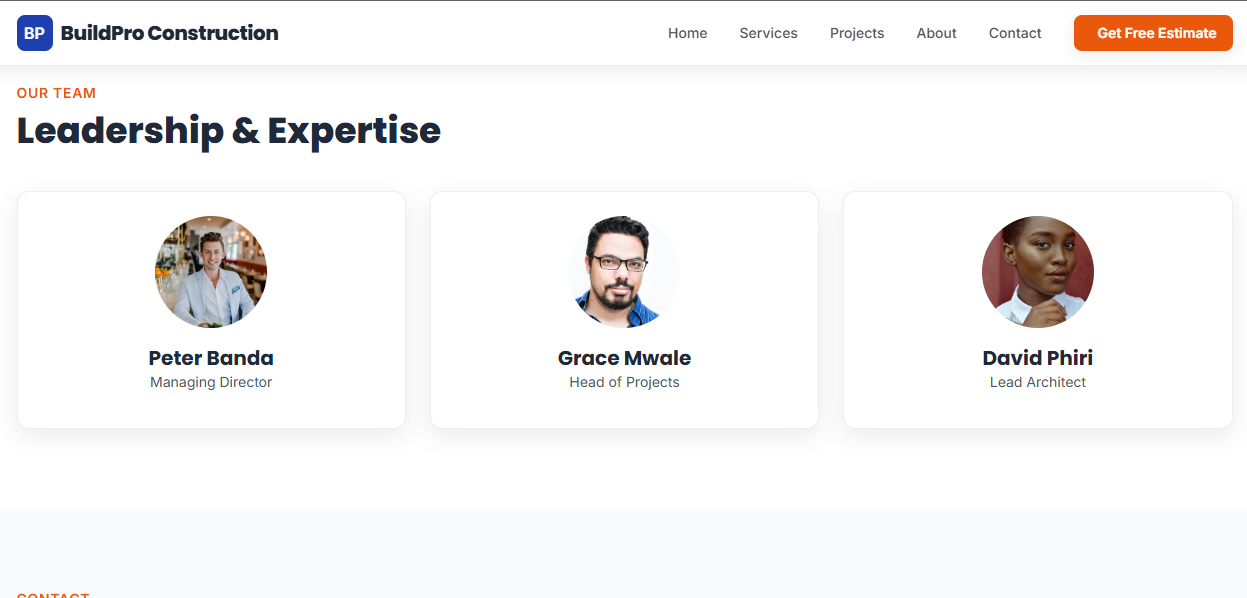 BP BuildPro Construction Home Services Projects About Contact Get Free Estimate
OUR TEAM
Leadership & Expertise
Peter Banda
Managing Director
Grace Mwale
Head of Projects
David Phiri
Lead Architect
CONTACT